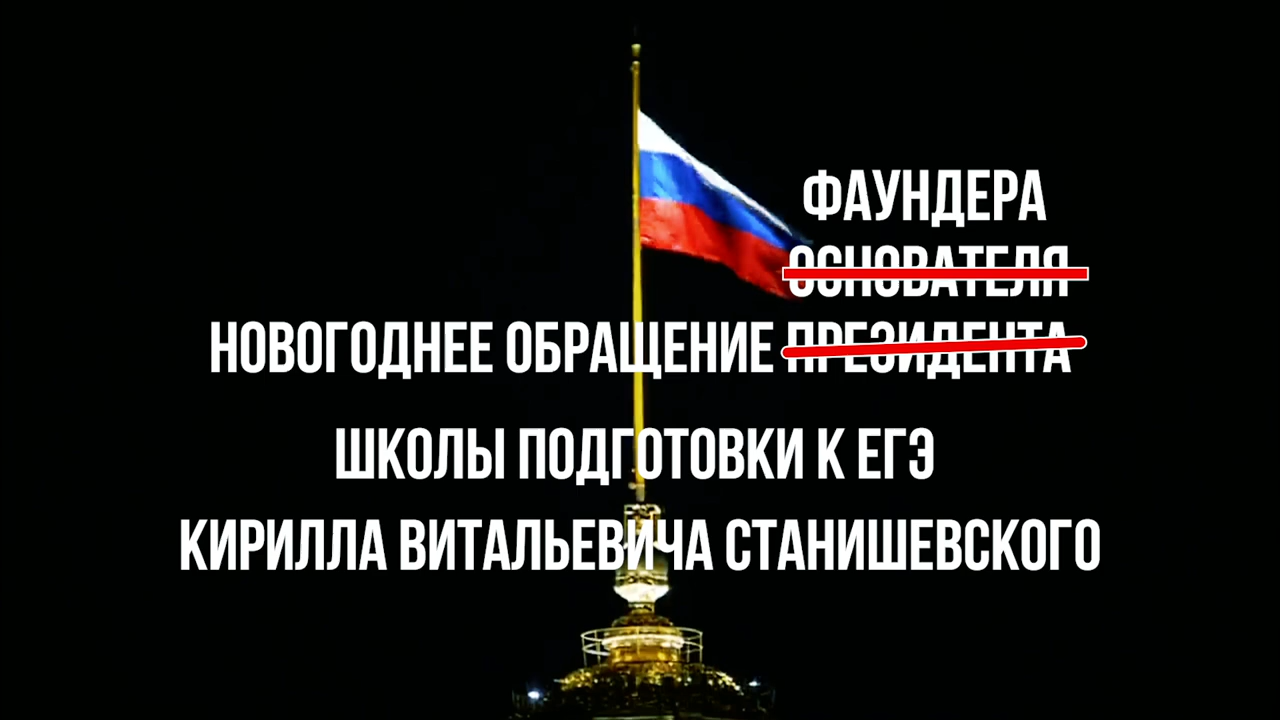 ФАУНДЕРА
ОСНОВАТЕЛЯ
НОВОГОДНЕЕ ОБРАЩЕНИЕ ПРЕЗИДЕНТА
ШКОЛЫ ПОДГОТОВКИ К ЕГЭ
КИРИЛЛА ВИТАЛЬЕВИЧА СТАНИШЕВСКОГО